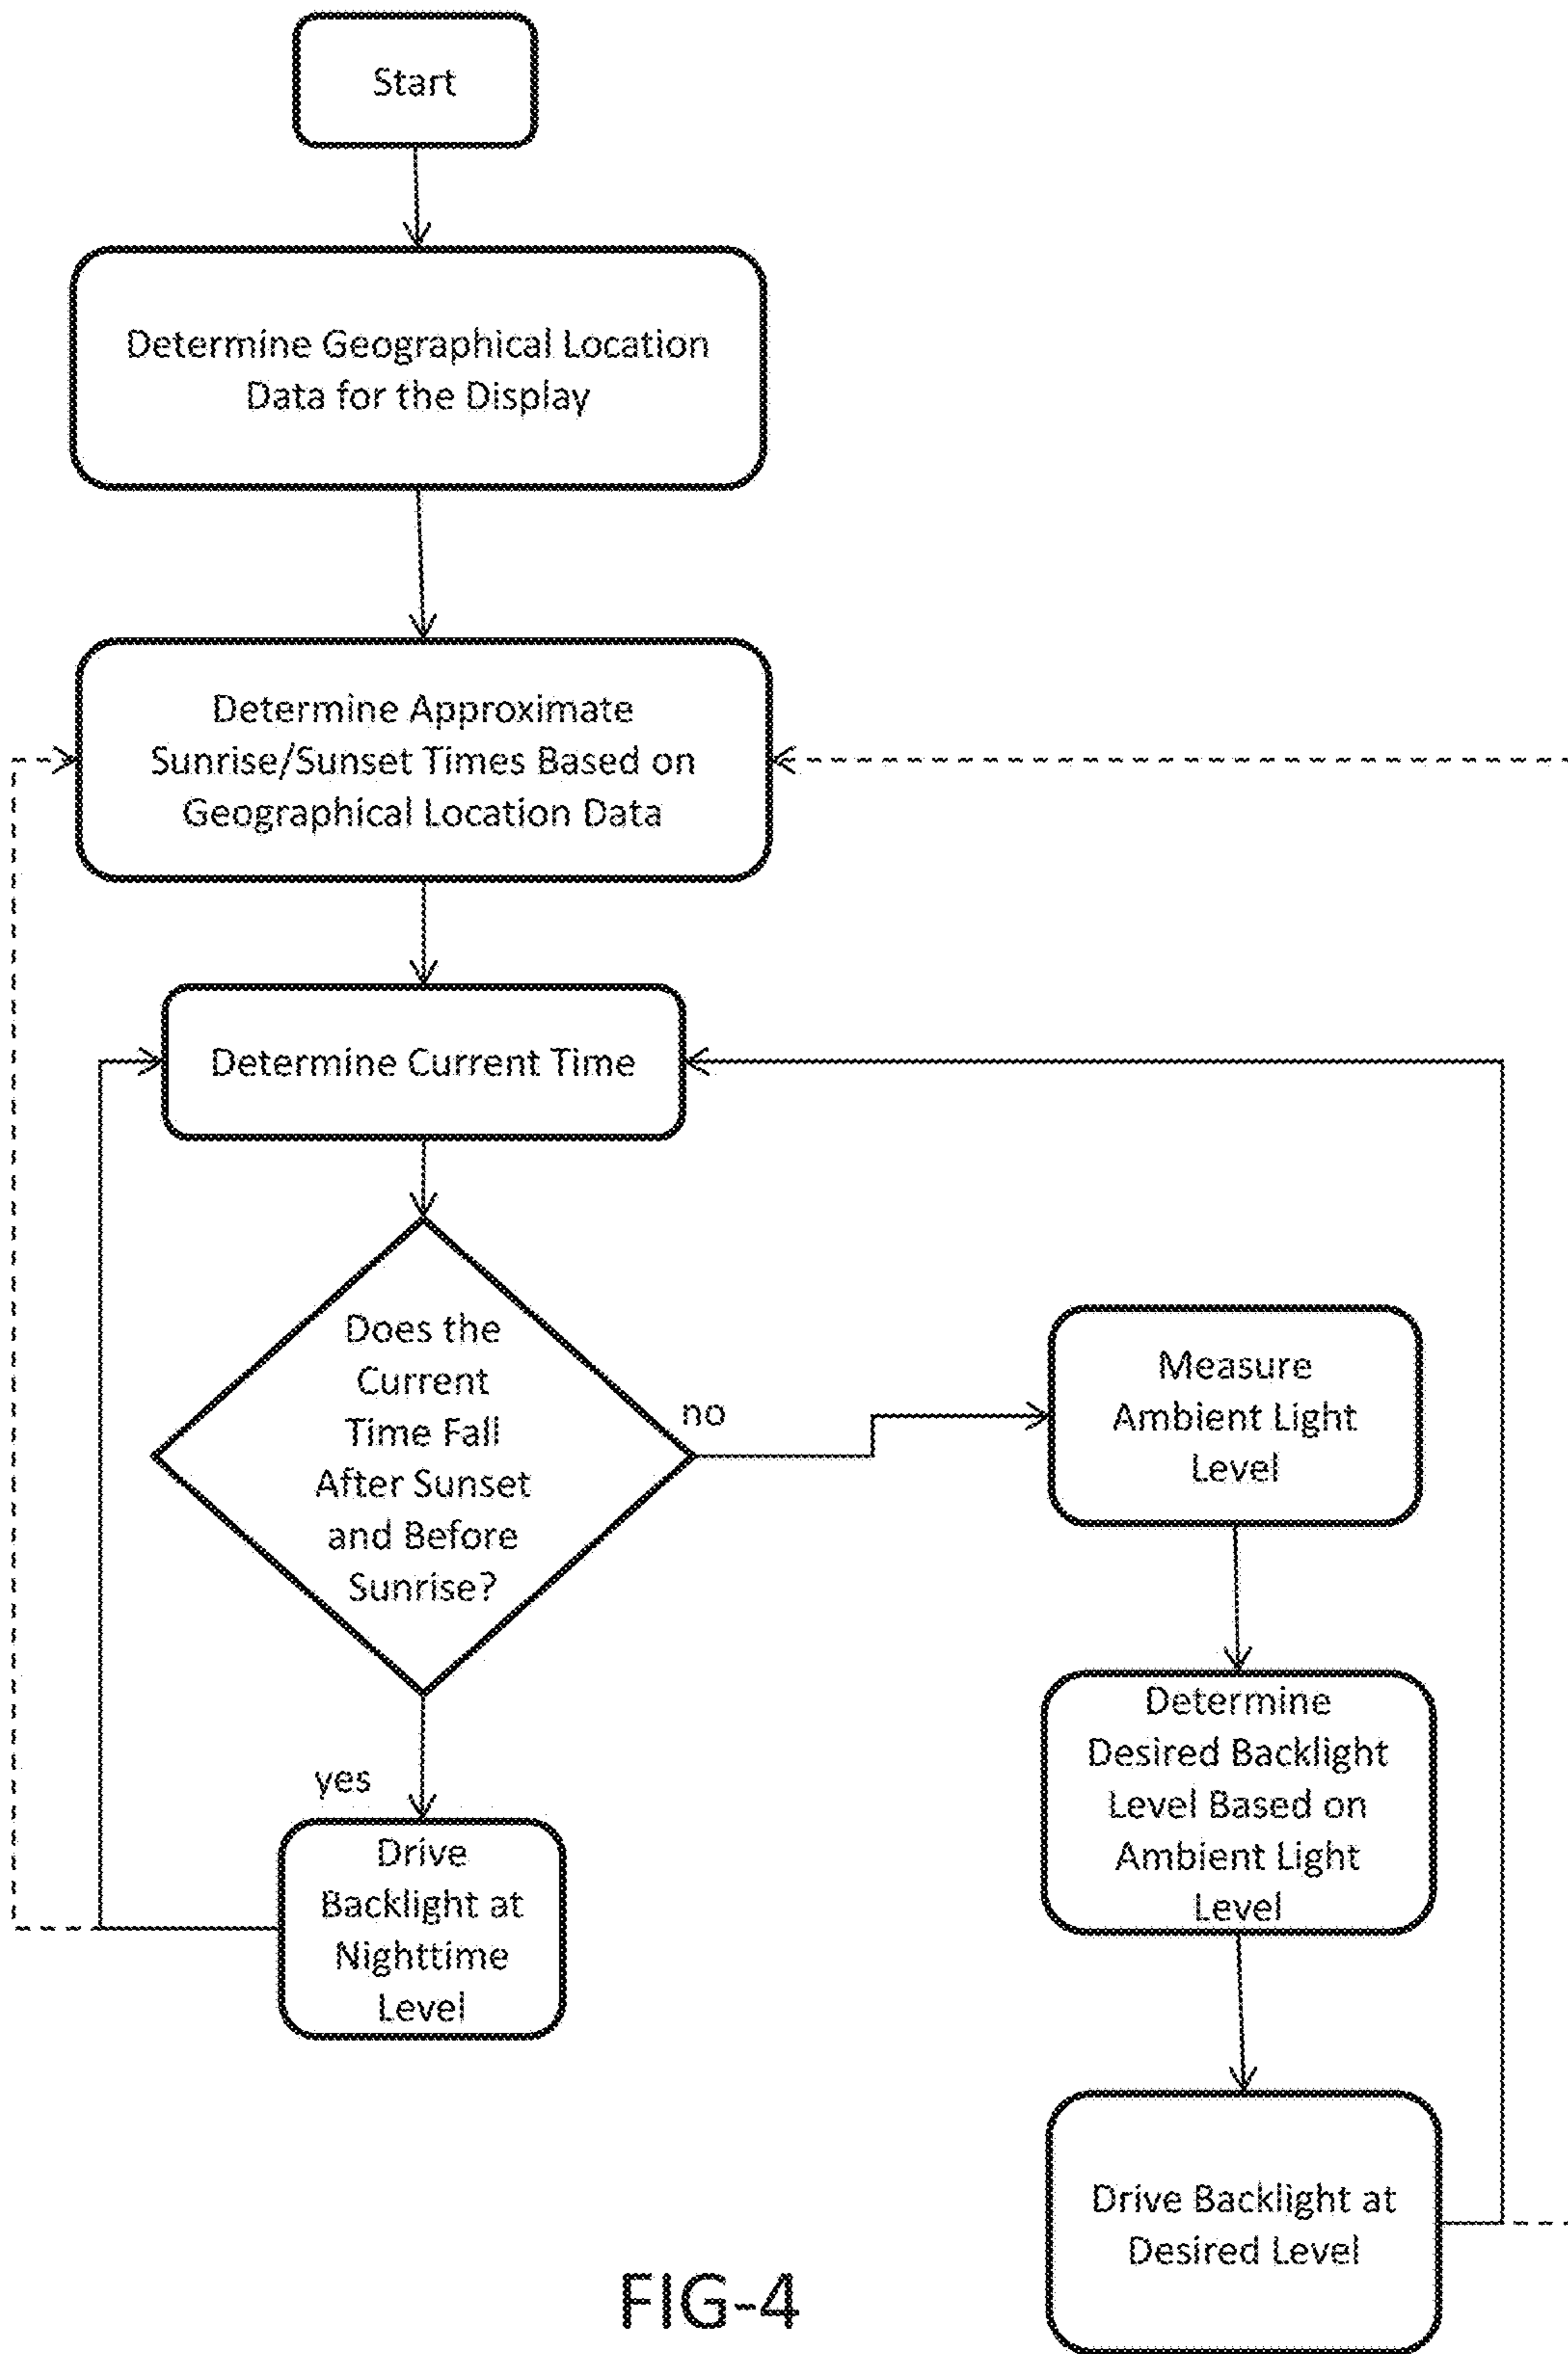 Start
Determine Geographical Location
Data for the Display
Determine Approximate
Sunrise/Sunset Times Based on
Geographical Location Data
Determine Current Time
Does the
Current
Time Fall
After Sunset
and Before
Sunrise?
no
Measure
Ambient Light
Level
Determine
Desired Backlight
Level Based on
Ambient Light
Level
yes
Drive
Backlight at
Nighttime
Level
Drive Backlight at
Desired Level
FIG-4